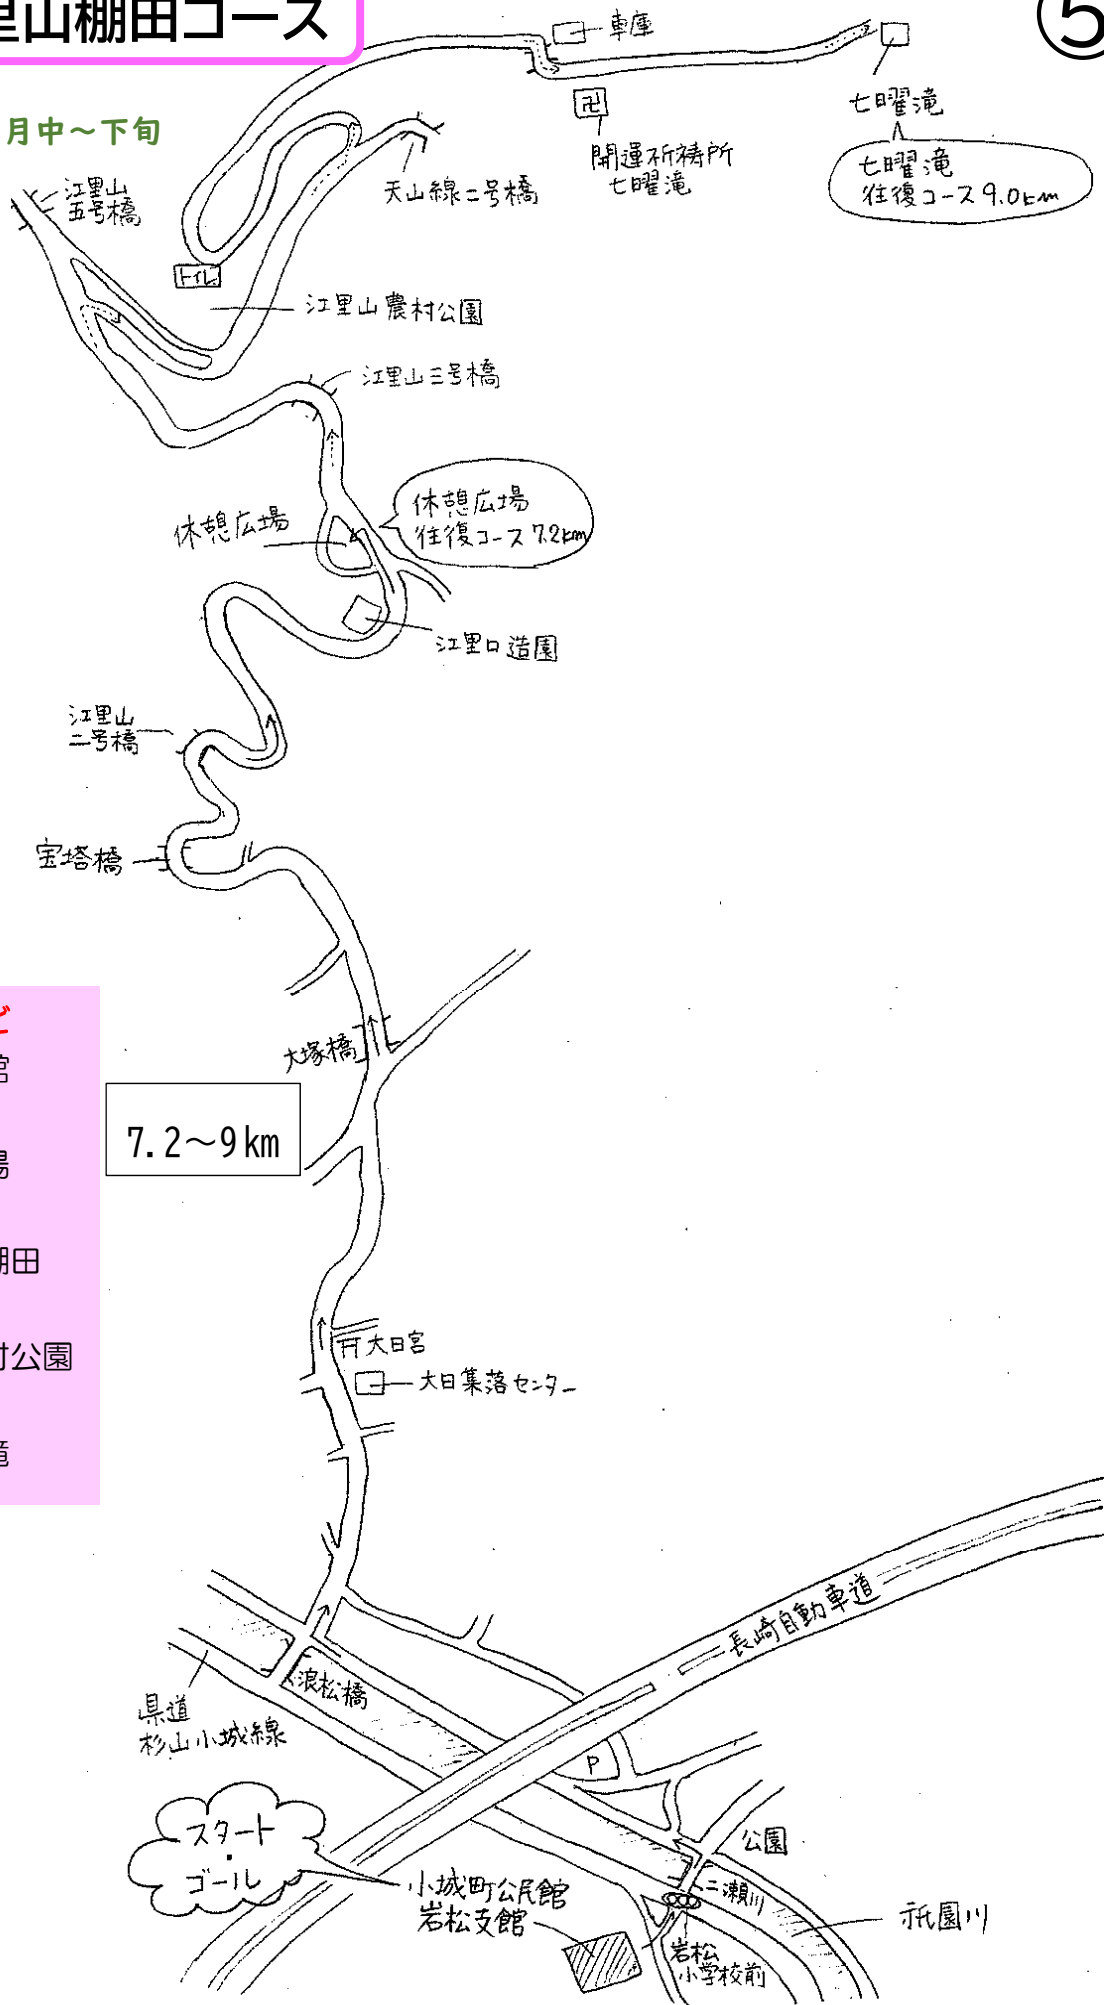 里山棚田コース
⑤
月中～下旬
車庫
卍
開運祈祷所
七曜滝
七曜滝
七曜滝
往復コース 9.0km
天山線二号橋
江里山
五号橋
トイレ
江里山農村公園
江里山三号橋
休憩広場
休憩広場
往復コース 7.2km
江里口造園
江里山
二号橋
宝塔橋
大塚橋
ど
館
場
棚田
村公園
滝
7.2～9km
大日宮
大日集落センター
長崎自動車道
浪松橋
県道
杉山小城線
P
公園
スタート
・
ゴール
小城町公民館
岩松支館
二瀬川
祇園川
岩松
小学校前